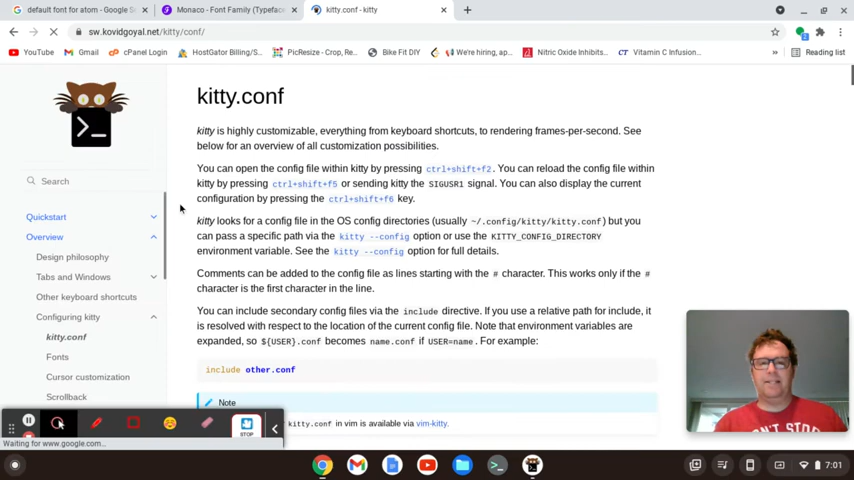 default font for atom - Google S
Monaco - Font Family (Typeface
kitty.conf - kitty
sw.kovidgoyal.net/kitty/conf/
YouTube
Gmail
cPanel Login
HostGator Billing/S
PicResize - Crop, Re
Bike Fit DIY
We're hiring, ap...
Nitric Oxide Inhibits...
CT
Vitamin C Infusion...
»
Reading list
kitty.conf
kitty is highly customizable, everything from keyboard shortcuts, to rendering frames-per-second. See
below for an overview of all customization possibilities.
You can open the config file within kitty by pressing ctrl+shift+f2. You can reload the config file within
kitty by pressing ctrl+shift+f5 or sending kitty the SIGUSR1 signal. You can also display the current
configuration by pressing the ctrl+shift+f6 key.
kitty looks for a config file in the OS config directories (usually ~/.config/kitty/kitty.conf) but you
can pass a specific path via the kitty --config option or use the KITTY_CONFIG_DIRECTORY
environment variable. See the kitty --config option for full details.
Comments can be added to the config file as lines starting with the # character. This works only if the #
character is the first character in the line.
You can include secondary config files via the include directive. If you use a relative path for include, it
is resolved with respect to the location of the current config file. Note that environment variables are
expanded, so ${USER}.conf becomes name.conf if USER=name. For example:
include other.conf
Note
kitty.conf in vim is available via vim-kitty.
Search
Quickstart
Overview
Design philosophy
Tabs and Windows
Other keyboard shortcuts
Configuring kitty
kitty.conf
Fonts
Cursor customization
Scrollback
STOP
Waiting for www.google.com...
DON'T STOP
7:01